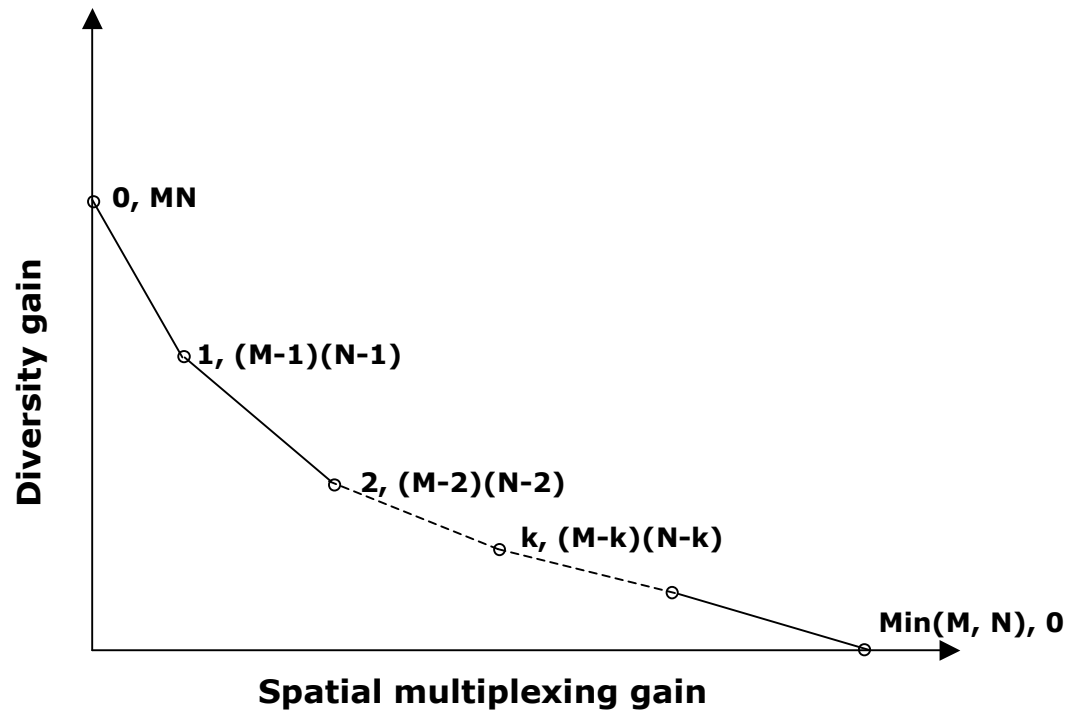 0, MN
Diversity gain
1, (M-1)(N-1)
2, (M-2)(N-2)
k, (M-k)(N-k)
Min(M, N), 0
Spatial multiplexing gain